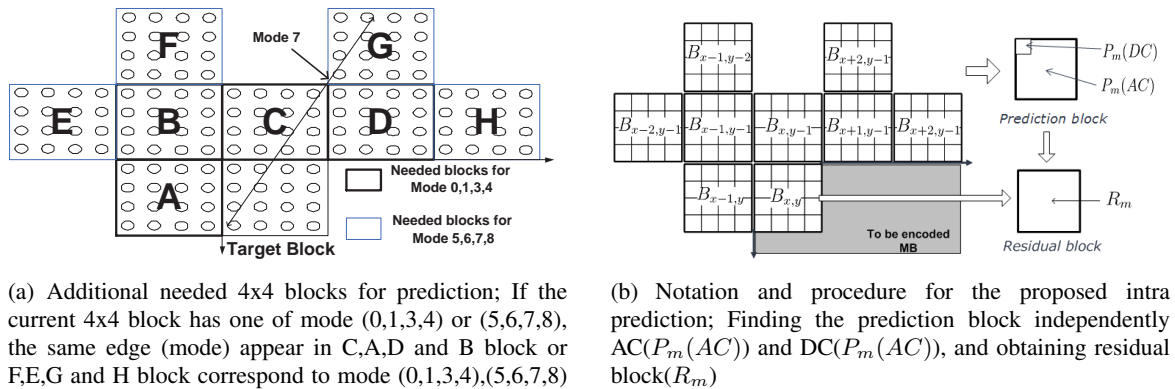 F
G
Mode 7
E
B
C
D
H
A
Needed blocks for
Mode 0,1,3,4
Needed blocks for
Mode 5,6,7,8
Target Block
(a) Additional needed 4x4 blocks for prediction; If the
current 4x4 block has one of mode (0,1,3,4) or (5,6,7,8),
the same edge (mode) appear in C,A,D and B block or
F,E,G and H block correspond to mode (0,1,3,4),(5,6,7,8)
B_{x−1,y−2}
B_{x+2,y−1}
P_m(DC)
P_m(AC)
B_{x−2,y−1}
B_{x−1,y−1}
B_{x,y−1}
B_{x+1,y−1}
B_{x+2,y−1}
Prediction block
B_{x−1,y}
B_{x,y}
R_m
To be encoded
MB
Residual block
(b) Notation and procedure for the proposed intra
prediction; Finding the prediction block independently
AC(P_m(AC)) and DC(P_m(AC)), and obtaining residual
block(R_m)